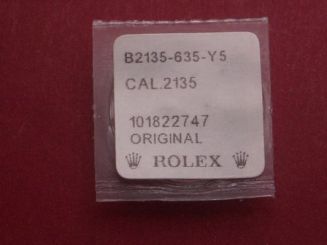 B2135-635-Y5
CAL.2135
101822747
ORIGINAL
ROLEX